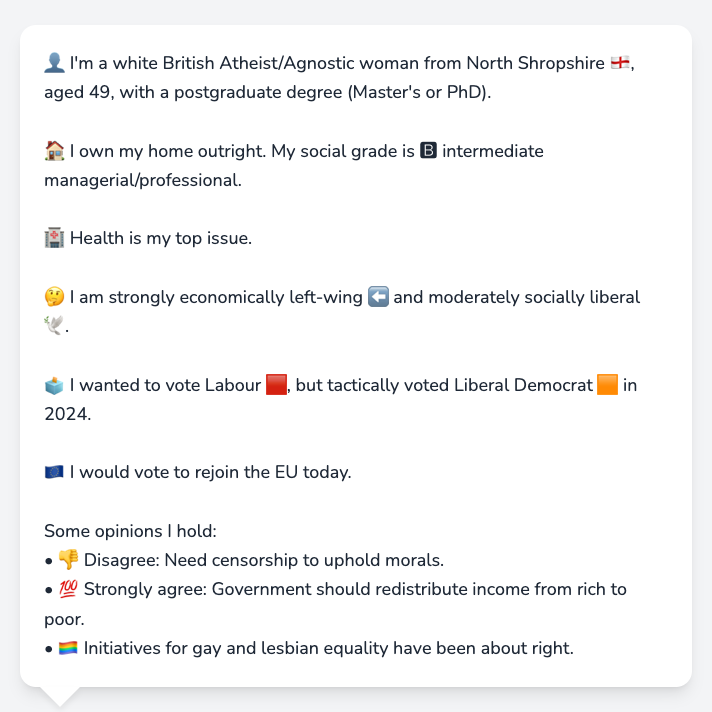 👤 I'm a white British Atheist/Agnostic woman from North Shropshire 🏴󠁧󠁢󠁥󠁮󠁧󠁿,
aged 49, with a postgraduate degree (Master's or PhD).
🏠 I own my home outright. My social grade is 🅱 intermediate
managerial/professional.
🏥 Health is my top issue.
🤔 I am strongly economically left-wing ⬅️ and moderately socially liberal
🕊️.
🗳️ I wanted to vote Labour 🟥, but tactically voted Liberal Democrat 🟧 in
2024.
🇪🇺 I would vote to rejoin the EU today.
Some opinions I hold:
• 👎 Disagree: Need censorship to uphold morals.
• 💯 Strongly agree: Government should redistribute income from rich to
poor.
• 🏳️‍🌈 Initiatives for gay and lesbian equality have been about right.